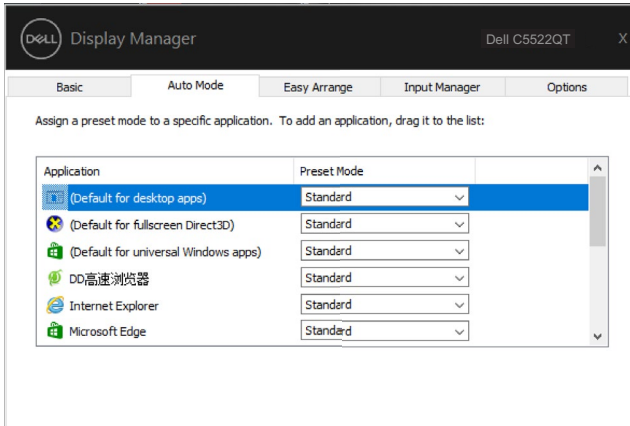 DELL Display Manager Dell C5522QT X
Basic Auto Mode Easy Arrange Input Manager Options
Assign a preset mode to a specific application. To add an application, drag it to the list:
Application Preset Mode
(Default for desktop apps) Standard
(Default for fullscreen Direct3D) Standard
(Default for universal Windows apps) Standard
DD高速浏览器 Standard
Internet Explorer Standard
Microsoft Edge Standard